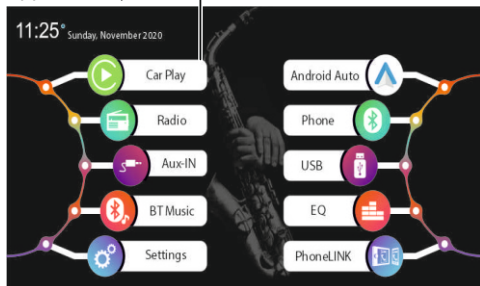 11:25° Sunday, November 2020
Car Play
Radio
Aux-IN
BT Music
Settings
Android Auto
Phone
USB
EQ
PhoneLINK